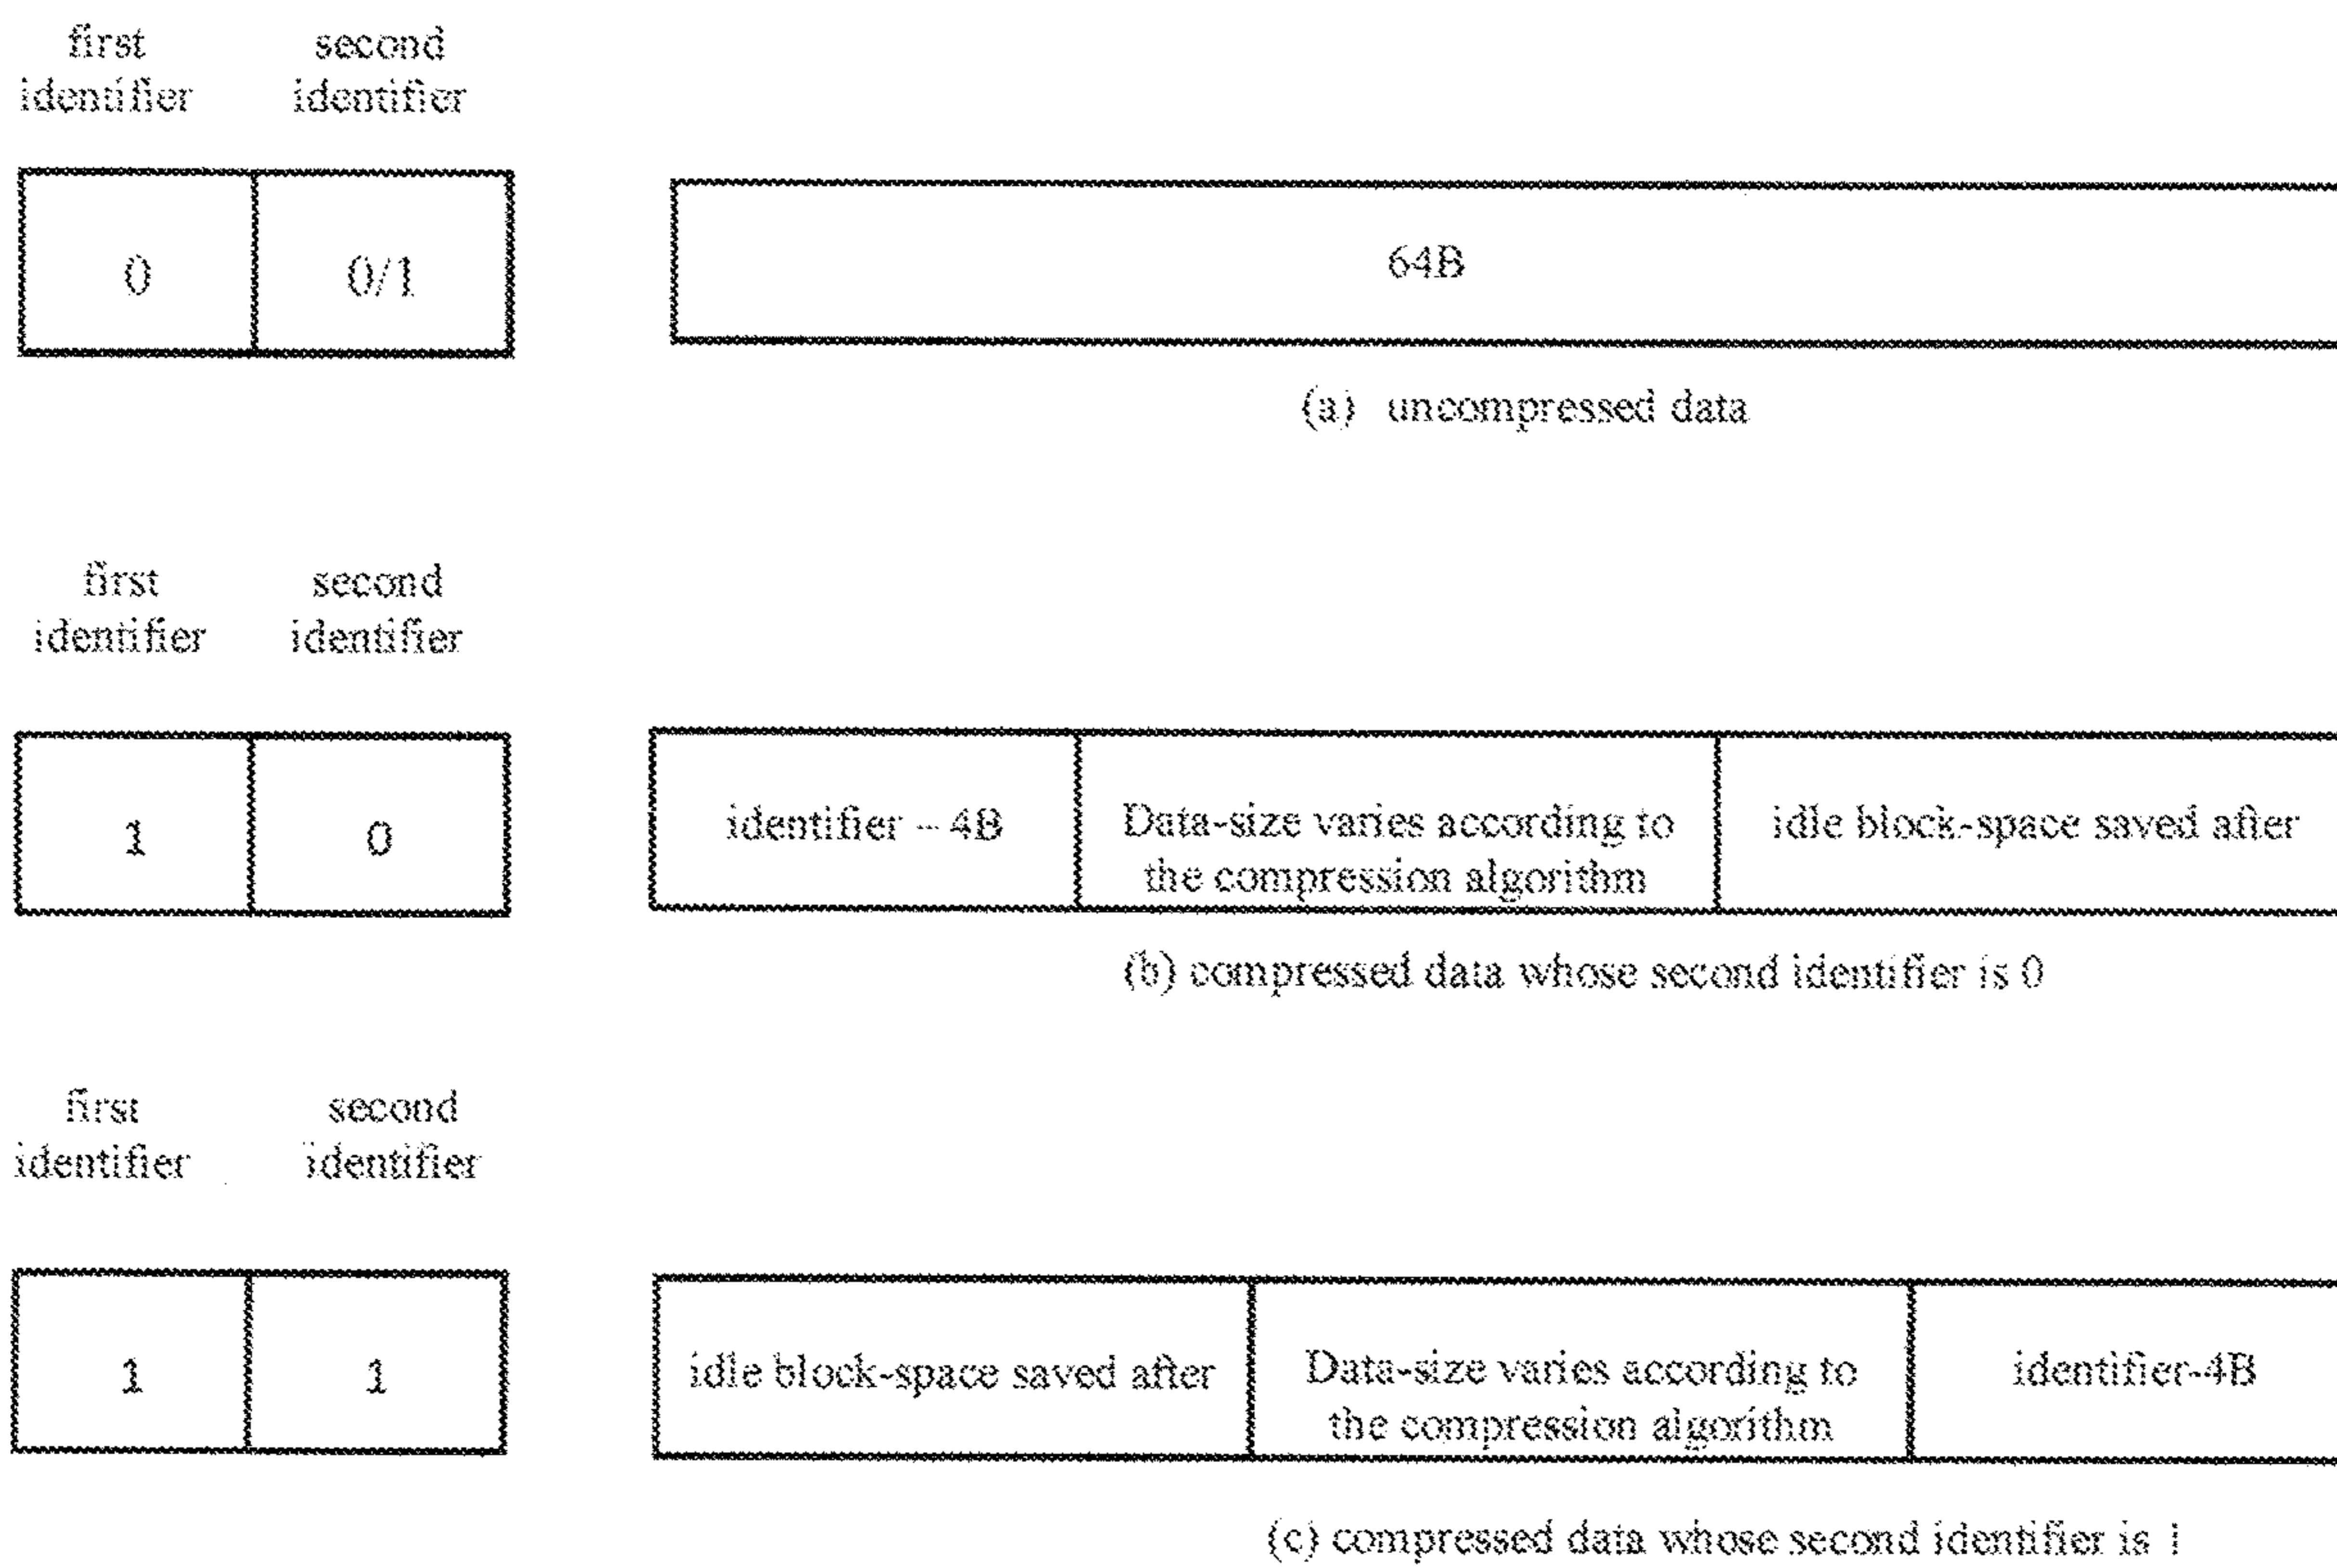 first second
identifier identifier
0 0/1 64B
(a) uncompressed data
first second
identifier identifier
1 0 identifier – 4B Data-size varies according to idle block-space saved after
the compression algorithm
(b) compressed data whose second identifier is 0
first second
identifier identifier
1 1 idle block-space saved after Data-size varies according to identifier-4B
the compression algorithm
(c) compressed data whose second identifier is 1